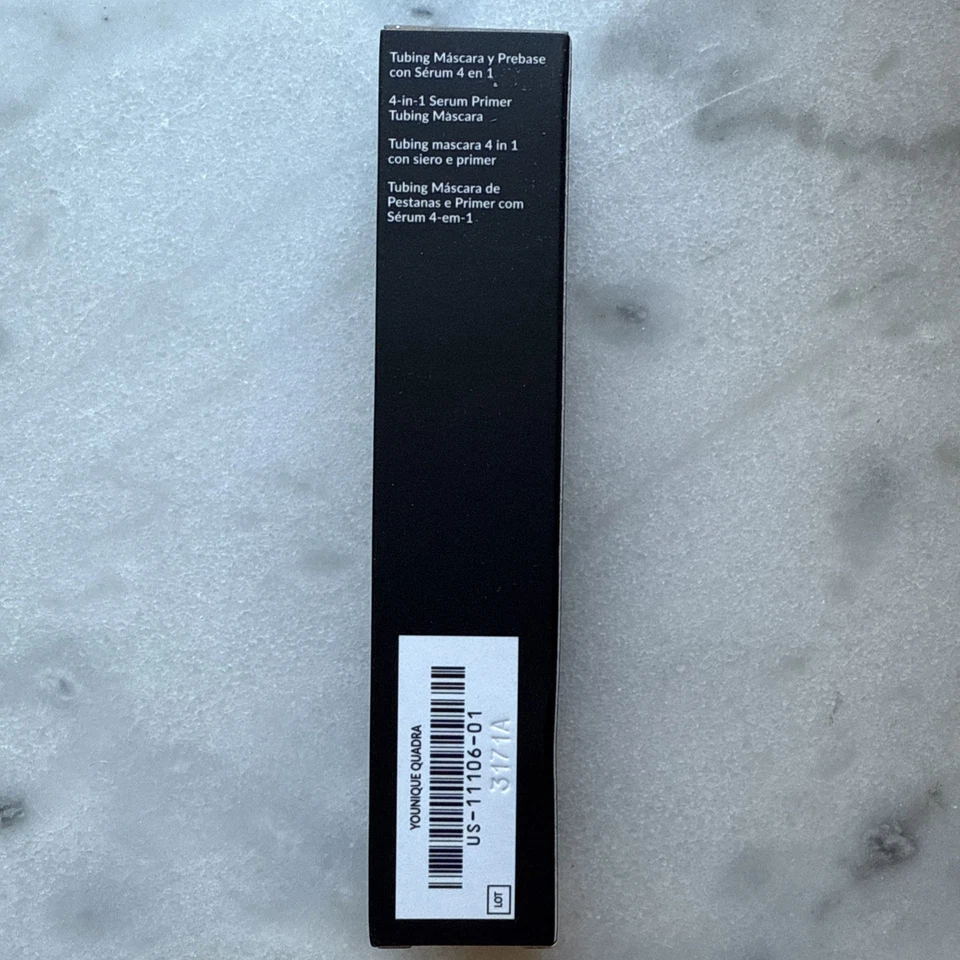 Tubing Máscara y Prebase
con Sérum 4 en 1
4-in-1 Serum Primer
Tubing Mascara
Tubing mascara 4 in 1
con siero e primer
Tubing Máscara de
Pestanas e Primer com
Sérum 4-em-1
YOUNIQUE QUADRA
US-11106-01
3171A
LOT